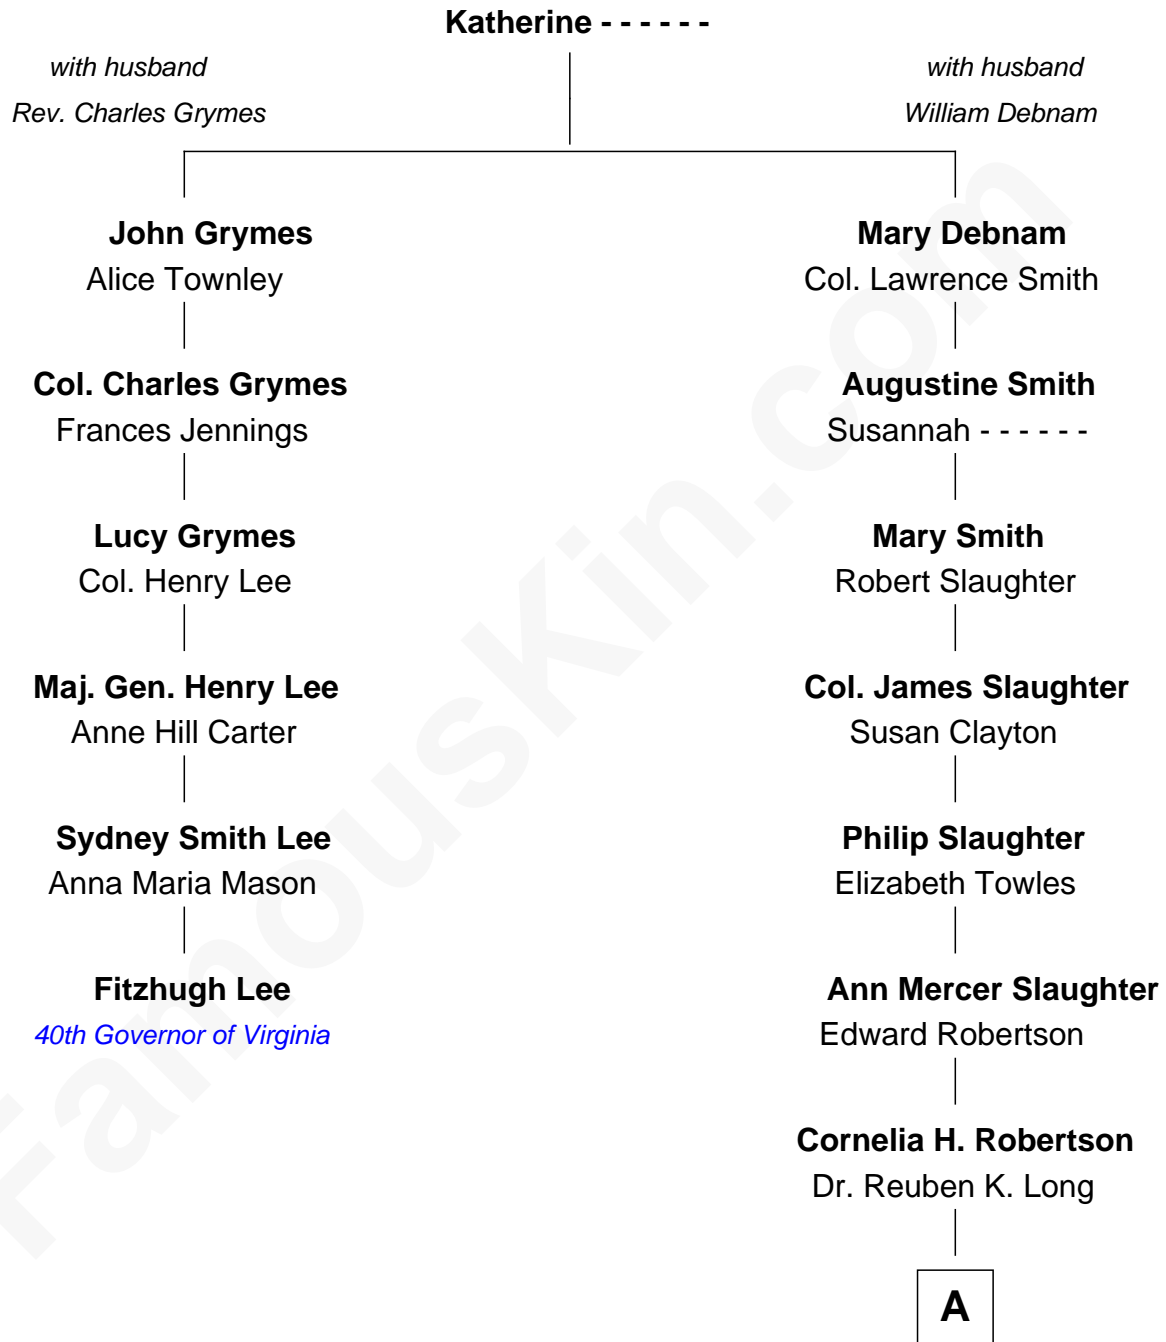 Katherine - - - - - -
with husband
Rev. Charles Grymes
with husband
William Debnam
John Grymes
Alice Townley
Mary Debnam
Col. Lawrence Smith
Col. Charles Grymes
Frances Jennings
Augustine Smith
Susannah - - - - - -
Lucy Grymes
Col. Henry Lee
Mary Smith
Robert Slaughter
Maj. Gen. Henry Lee
Anne Hill Carter
Col. James Slaughter
Susan Clayton
Sydney Smith Lee
Anna Maria Mason
Philip Slaughter
Elizabeth Towles
Fitzhugh Lee
40th Governor of Virginia
Ann Mercer Slaughter
Edward Robertson
Cornelia H. Robertson
Dr. Reuben K. Long
A
FamousKin.com